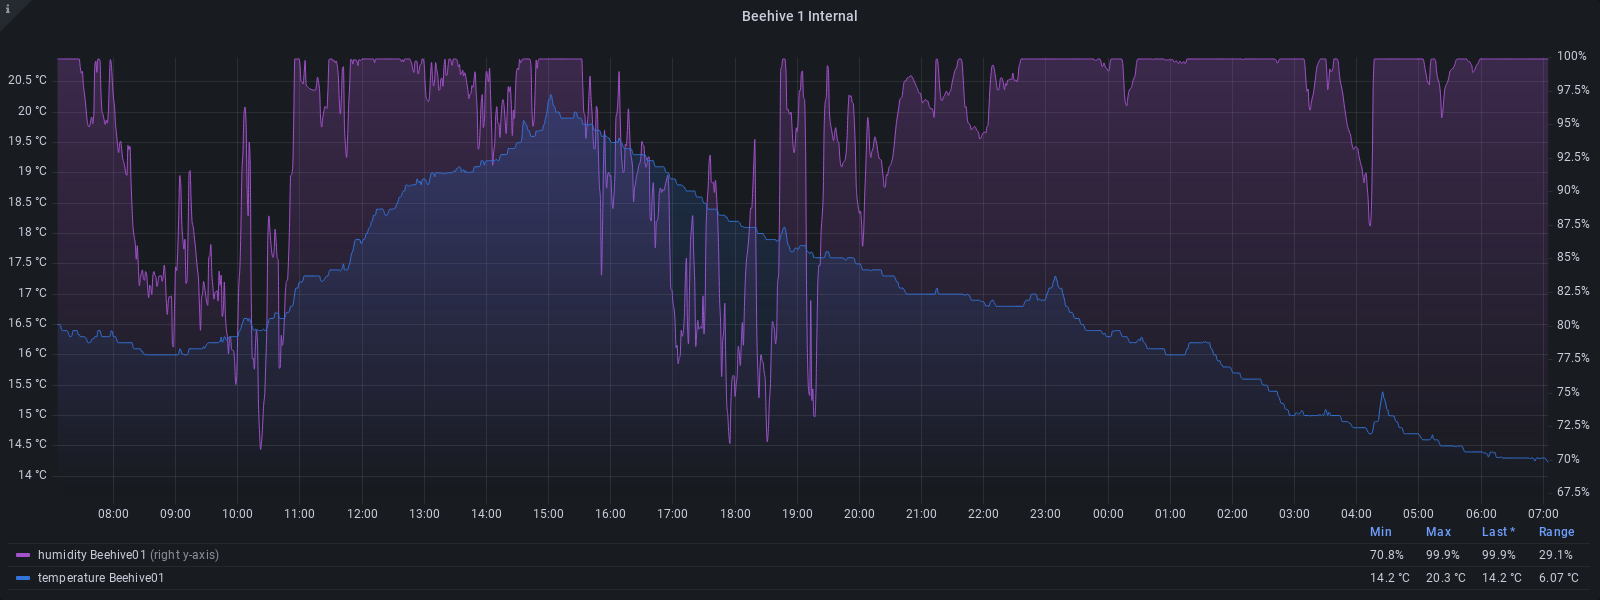 i
Beehive 1 Internal
100%
20.5 °C
97.5%
20 °C
95%
19.5 °C
92.5%
19 °C
90%
18.5 °C
87.5%
18 °C
85%
17.5 °C
82.5%
17 °C
80%
16.5 °C
77.5%
16 °C
75%
15.5 °C
72.5%
15 °C
70%
14.5 °C
67.5%
14 °C
08:00 09:00 10:00 11:00 12:00 13:00 14:00 15:00 16:00 17:00 18:00 19:00 20:00 21:00 22:00 23:00 00:00 01:00 02:00 03:00 04:00 05:00 06:00 07:00
Min Max Last * Range
humidity Beehive01 (right y-axis) 70.8% 99.9% 99.9% 29.1%
temperature Beehive01 14.2 °C 20.3 °C 14.2 °C 6.07 °C